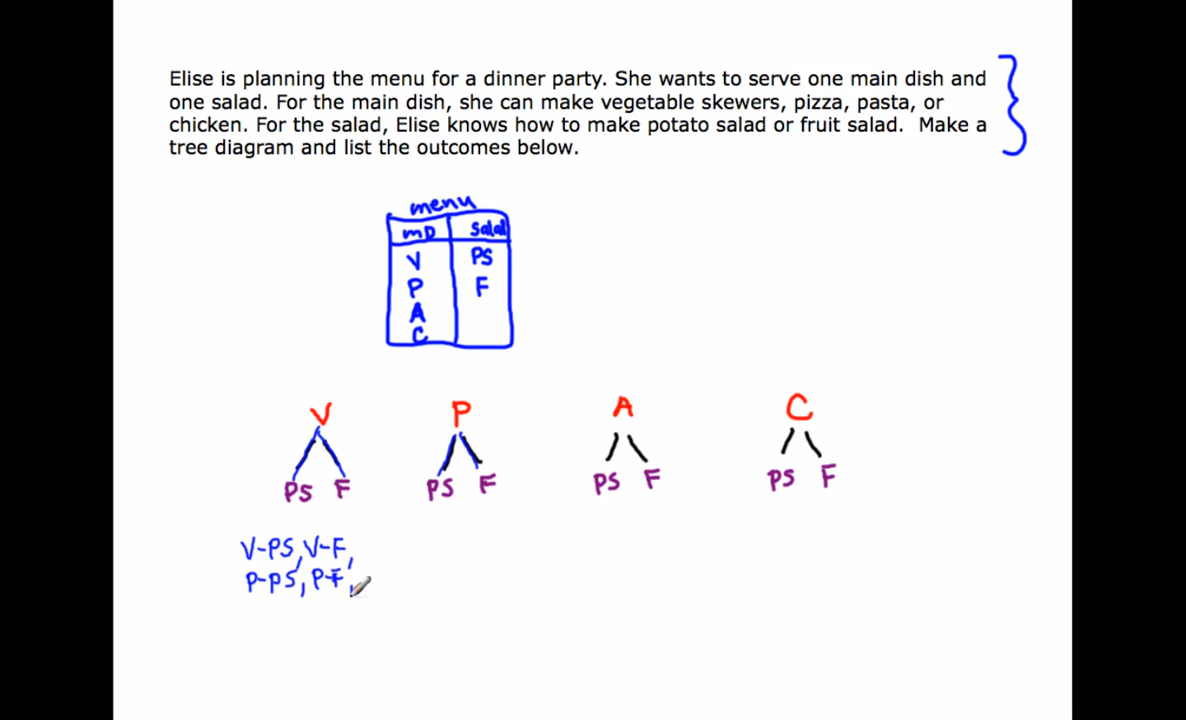 Elise is planning the menu for a dinner party. She wants to serve one main dish and
one salad. For the main dish, she can make vegetable skewers, pizza, pasta, or
chicken. For the salad, Elise knows how to make potato salad or fruit salad. Make a
tree diagram and list the outcomes below.
menu
mD Salad
V PS
P F
A
C
V P A C
PS F PS F PS F PS F
V-PS, V-F,
P-PS, P-F,